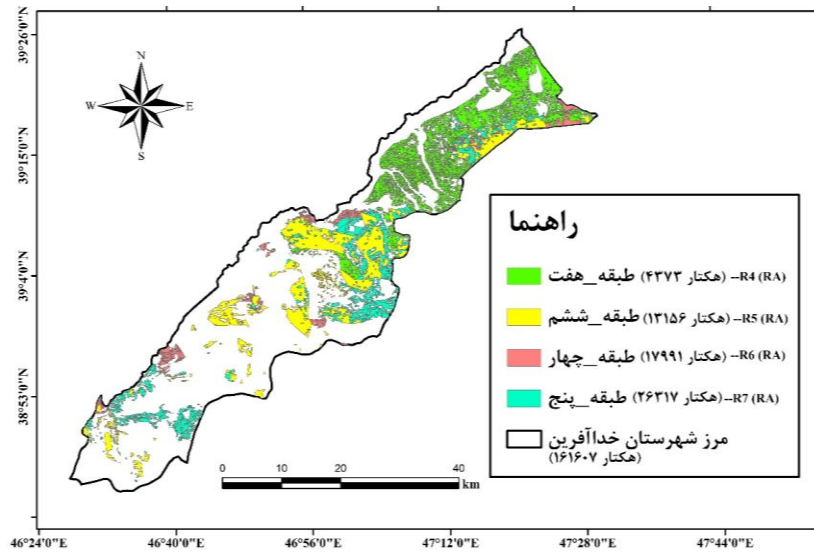 39°26'0"N
39°15'0"N
39°4'0"N
38°53'0"N
N
W E
S
راهنما
طبقه_هفت (۴۳۷۳ هکتار) --R4 (RA)
طبقه_ششم (۱۳۱۵۶ هکتار) --R5 (RA)
طبقه_چهار (۱۷۹۹۱ هکتار) --R6 (RA)
طبقه_پنج (۲۶۳۱۷ هکتار) --R7 (RA)
مرز شهرستان خداآفرین
(۱۶۱۶۰۷ هکتار)
0 10 20 40
km
46°24'0"E 46°40'0"E 46°56'0"E 47°12'0"E 47°28'0"E 47°44'0"E